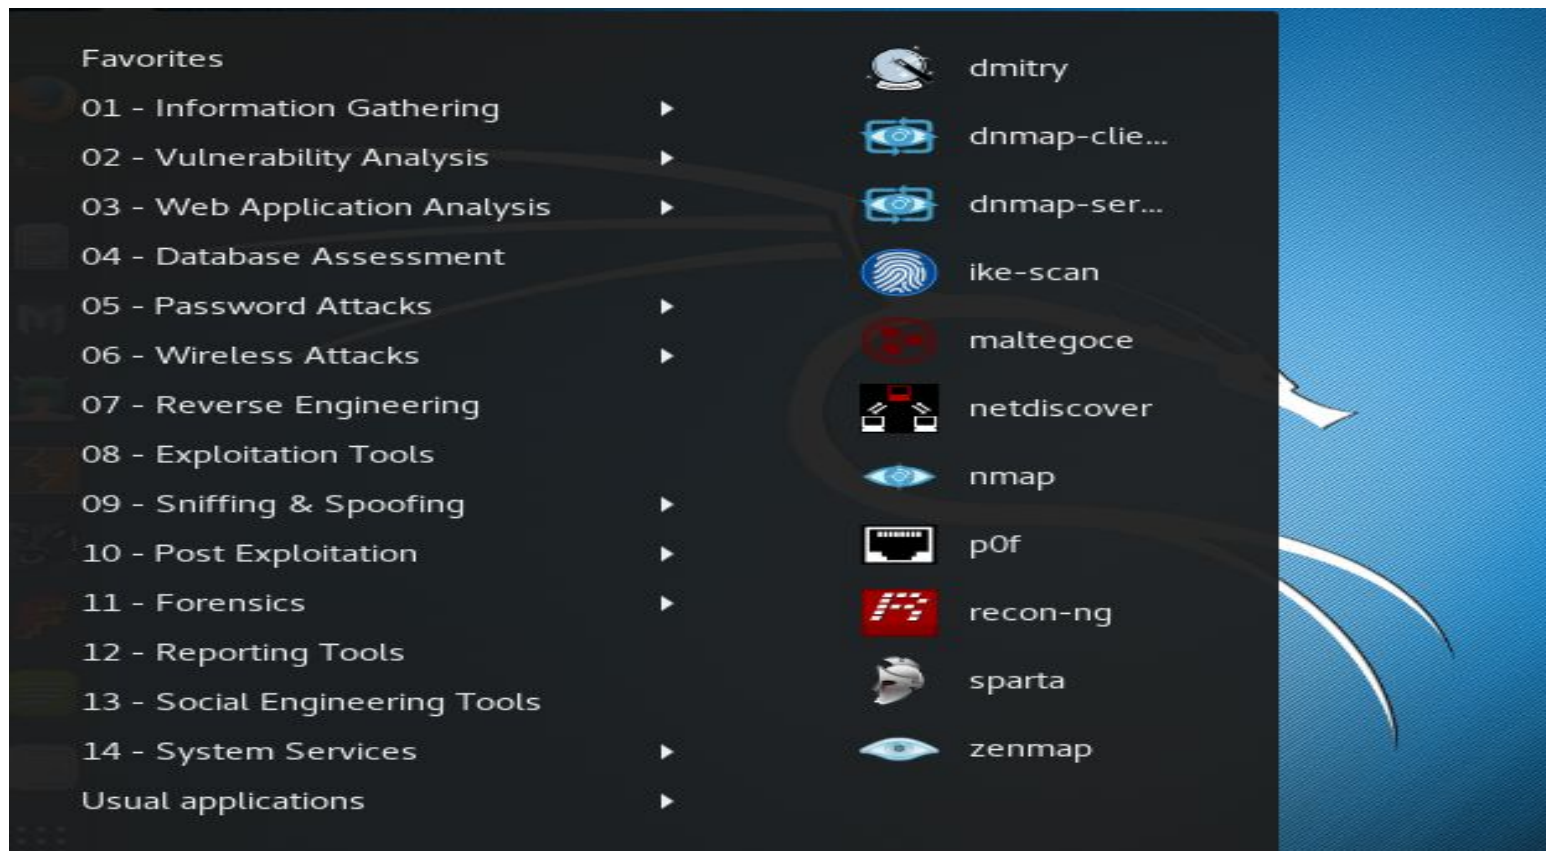 Favorites
01 - Information Gathering
02 - Vulnerability Analysis
03 - Web Application Analysis
04 - Database Assessment
05 - Password Attacks
06 - Wireless Attacks
07 - Reverse Engineering
08 - Exploitation Tools
09 - Sniffing & Spoofing
10 - Post Exploitation
11 - Forensics
12 - Reporting Tools
13 - Social Engineering Tools
14 - System Services
Usual applications
dmitry
dnmap-clie...
dnmap-ser...
ike-scan
maltegoce
netdiscover
nmap
p0f
recon-ng
sparta
zenmap